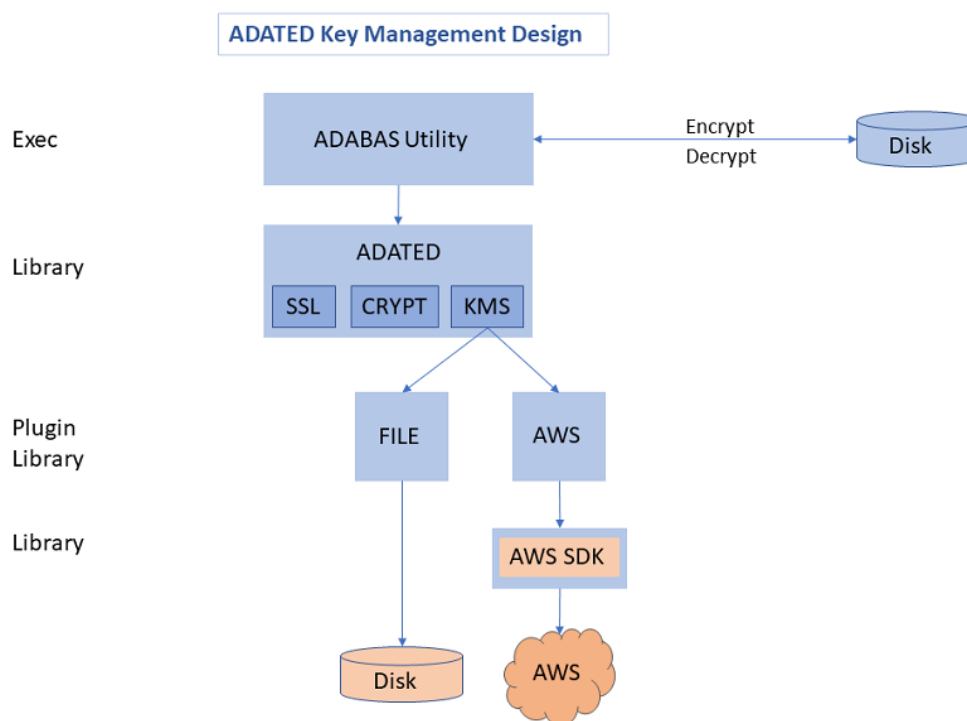 ADATED Key Management Design
Exec
ADABAS Utility
Encrypt
Decrypt
Disk
Library
ADATED
SSL
CRYPT
KMS
Plugin
Library
FILE
AWS
Library
AWS SDK
Disk
AWS